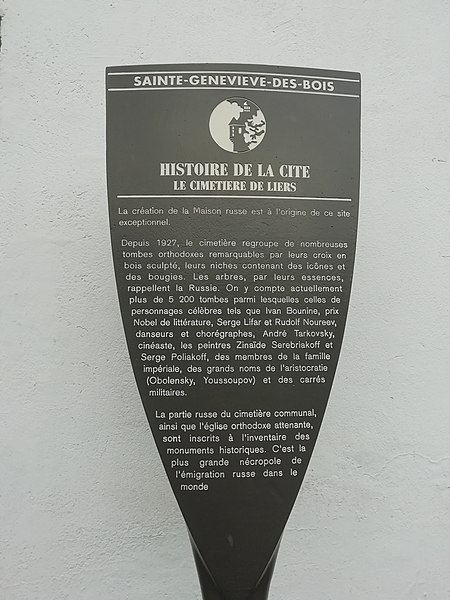 SAINTE-GENEVIEVE-DES-BOIS
HISTOIRE DE LA CITE
LE CIMETIERE DE LIERS
La création de la Maison russe est à l'origine de ce site
exceptionnel.
Depuis 1927, le cimetière regroupe de nombreuses
tombes orthodoxes remarquables par leurs croix en
bois sculpté, leurs niches contenant des icônes et
des bougies. Les arbres, par leurs essences,
rappellent la Russie. On y compte actuellement
plus de 5 200 tombes parmi lesquelles celles de
personnages célèbres tels que Ivan Bounine, prix
Nobel de littérature, Serge Lifar et Rudolf Noureev,
danseurs et chorégraphes, André Tarkovsky,
cinéaste, les peintres Zinaïde Serebriakoff et
Serge Poliakoff, des membres de la famille
impériale, des grands noms de l'aristocratie
(Obolensky, Youssoupov) et des carrés
militaires.
La partie russe du cimetière communal,
ainsi que l'église orthodoxe attenante,
sont inscrits à l'inventaire des
monuments historiques. C'est la
plus grande nécropole de
l'émigration russe dans le
monde